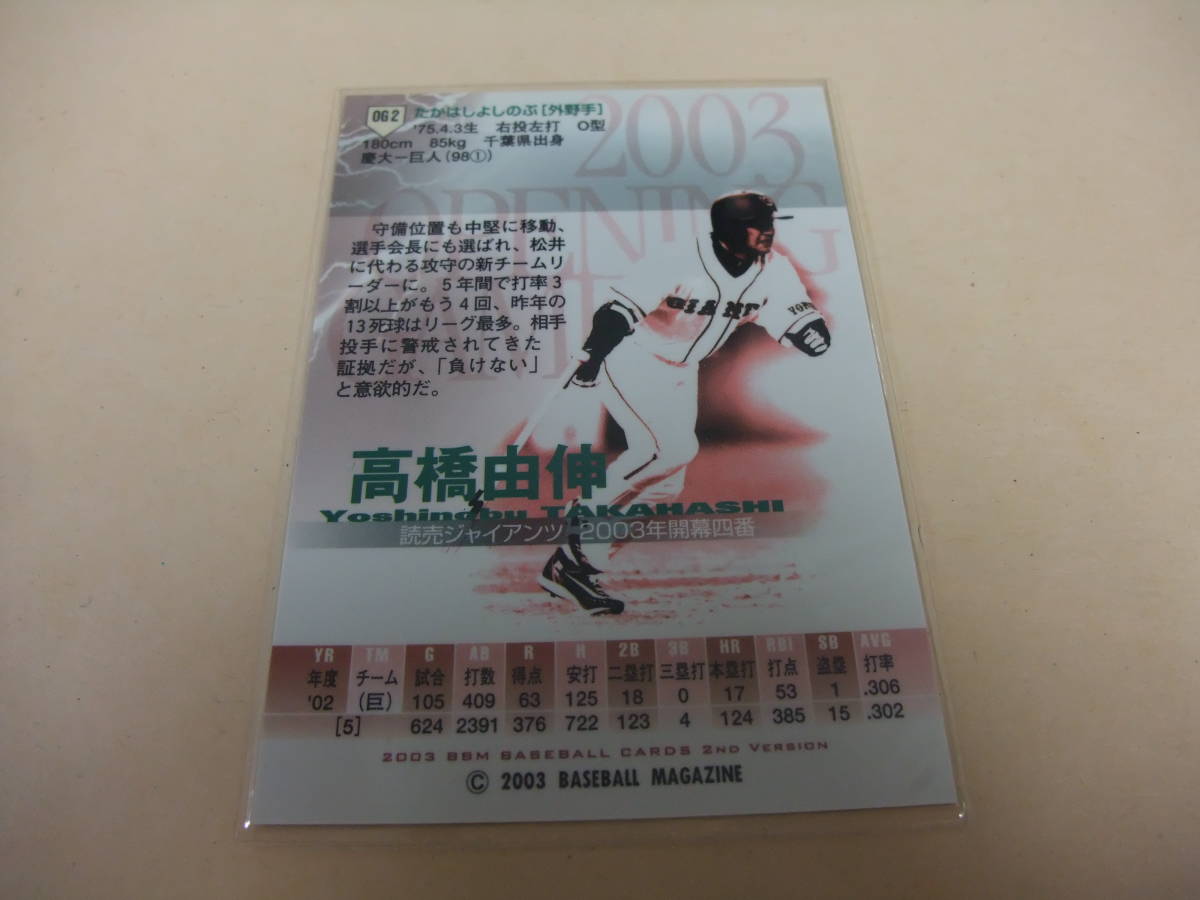 OG2
たかはしよしのぶ [外野手]
'75.4.3生 右投左打 O型
180cm 85kg 千葉県出身
慶大ー巨人(98①)
2003
OPENING
守備位置も中堅に移動、
選手会長にも選ばれ、松井
に代わる攻守の新チームリ
ーダーに。5年間で打率3
割以上がもう4回、昨年の
13死球はリーグ最多。相手
投手に警戒されてきた
証拠だが、「負けない」
と意欲的だ。
高橋由伸
Yoshinobu TAKAHASHI
読売ジャイアンツ 2003年開幕四番
YR TM G AB R H 2B 3B HR RBI SB AVG
年度 チーム 試合 打数 得点 安打 二塁打 三塁打 本塁打 打点 盗塁 打率
'02 (巨) 105 409 63 125 18 0 17 53 1 .306
[5] 624 2391 376 722 123 4 124 385 15 .302
2003 BBM BASEBALL CARDS 2ND VERSION
© 2003 BASEBALL MAGAZINE